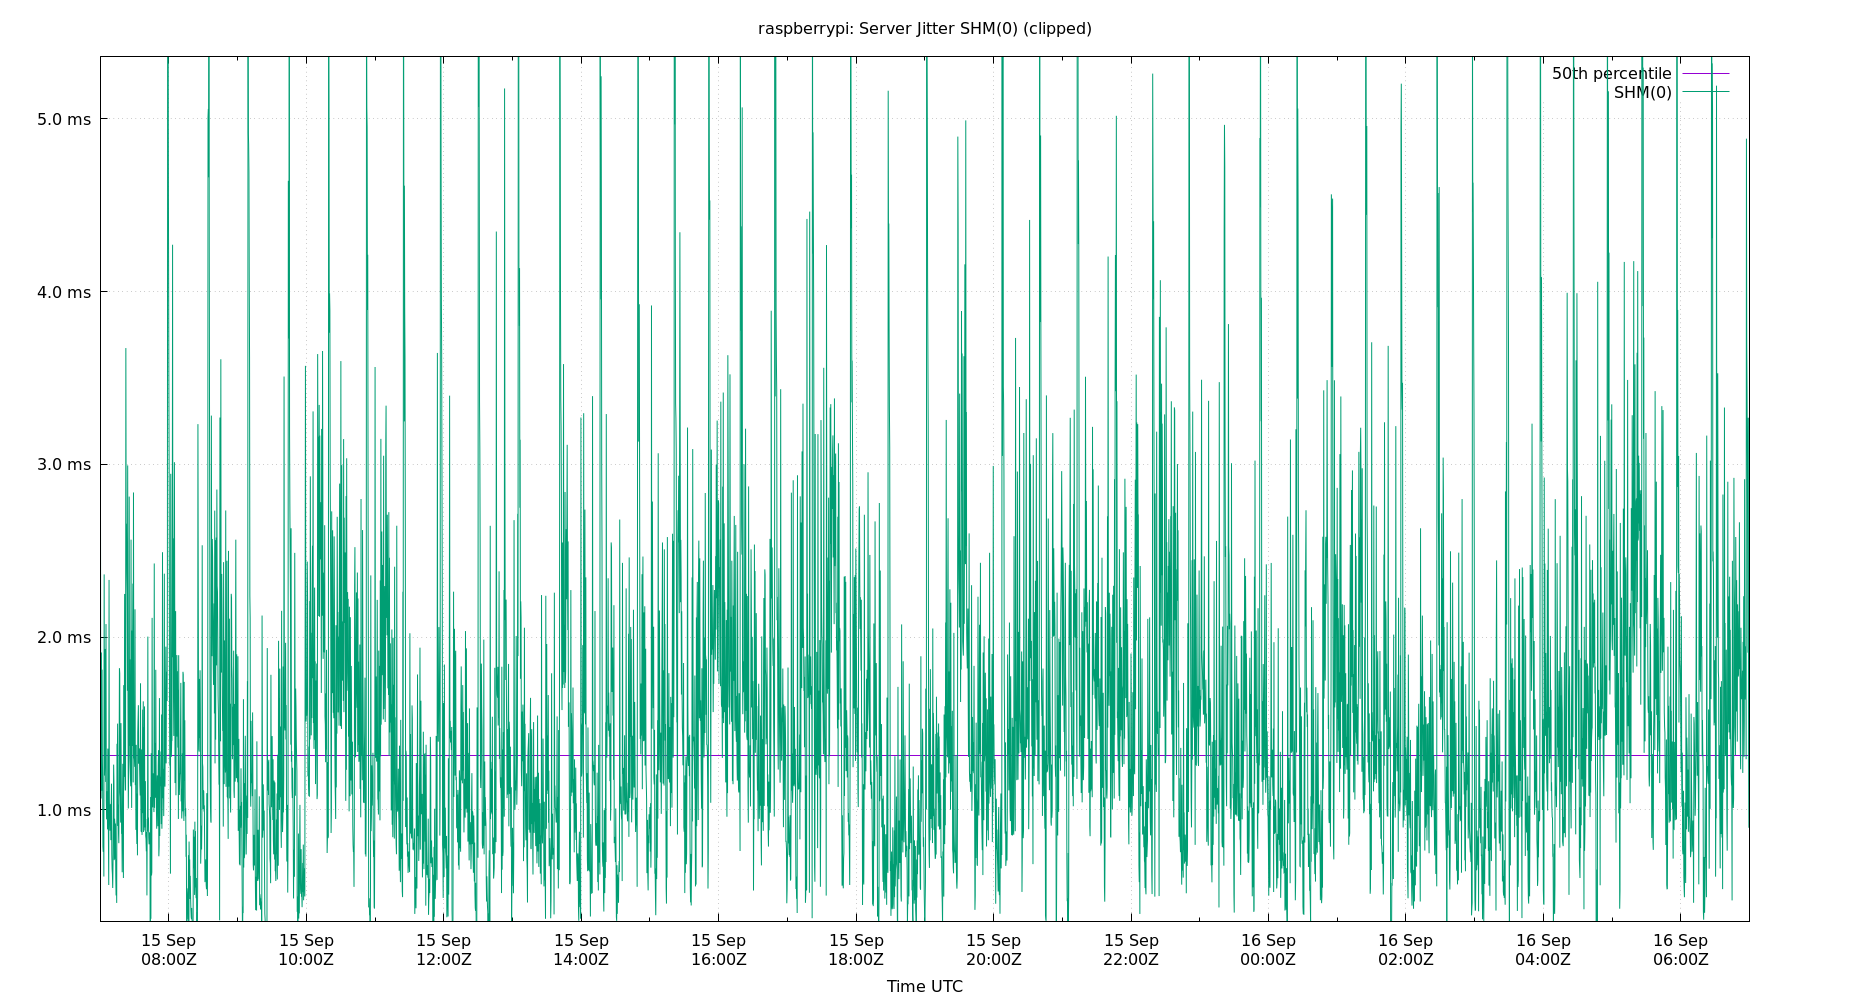 raspberrypi: Server Jitter SHM(0) (clipped)
50th percentile
SHM(0)
5.0 ms
4.0 ms
3.0 ms
2.0 ms
1.0 ms
15 Sep 15 Sep 15 Sep 15 Sep 15 Sep 15 Sep 15 Sep 15 Sep 16 Sep 16 Sep 16 Sep 16 Sep
08:00Z 10:00Z 12:00Z 14:00Z 16:00Z 18:00Z 20:00Z 22:00Z 00:00Z 02:00Z 04:00Z 06:00Z
Time UTC